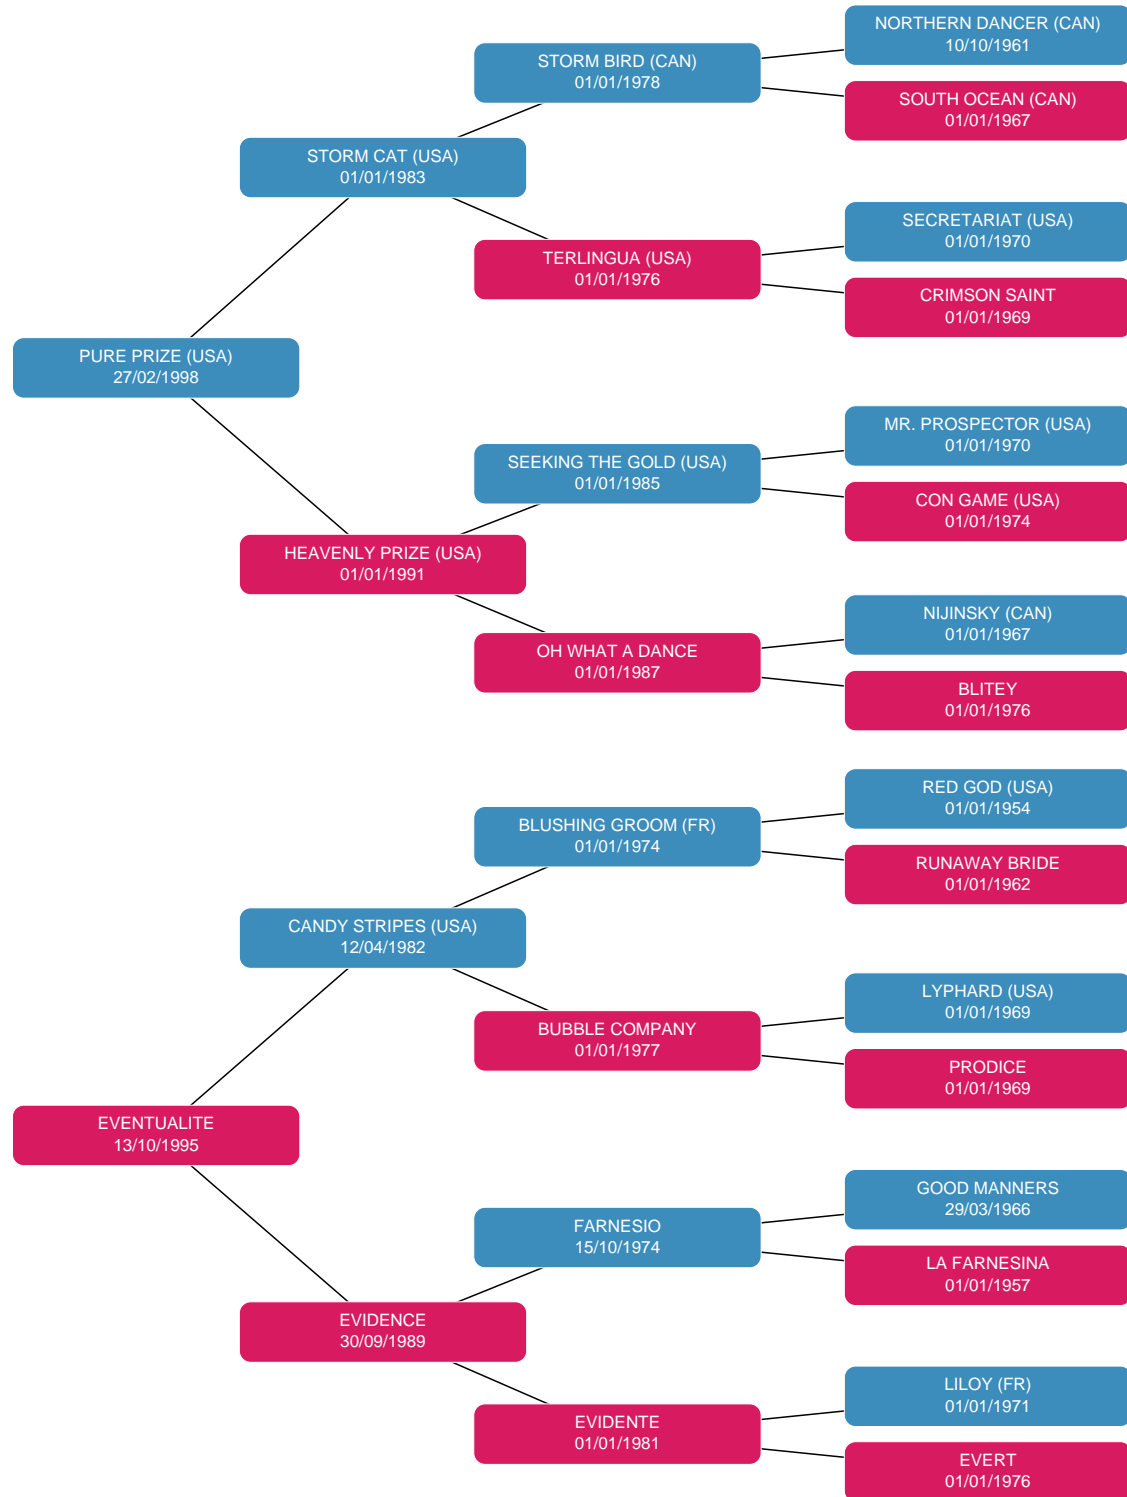 NORTHERN DANCER (CAN)
10/10/1961
STORM BIRD (CAN)
01/01/1978
SOUTH OCEAN (CAN)
01/01/1967
STORM CAT (USA)
01/01/1983
SECRETARIAT (USA)
01/01/1970
TERLINGUA (USA)
01/01/1976
CRIMSON SAINT
01/01/1969
PURE PRIZE (USA)
27/02/1998
MR. PROSPECTOR (USA)
01/01/1970
SEEKING THE GOLD (USA)
01/01/1985
CON GAME (USA)
01/01/1974
HEAVENLY PRIZE (USA)
01/01/1991
NIJINSKY (CAN)
01/01/1967
OH WHAT A DANCE
01/01/1987
BLITEY
01/01/1976
RED GOD (USA)
01/01/1954
BLUSHING GROOM (FR)
01/01/1974
RUNAWAY BRIDE
01/01/1962
CANDY STRIPES (USA)
12/04/1982
LYPHARD (USA)
01/01/1969
BUBBLE COMPANY
01/01/1977
PRODICE
01/01/1969
EVENTUALITE
13/10/1995
GOOD MANNERS
29/03/1966
FARNESIO
15/10/1974
LA FARNESINA
01/01/1957
EVIDENCE
30/09/1989
LILOY (FR)
01/01/1971
EVIDENTE
01/01/1981
EVERT
01/01/1976